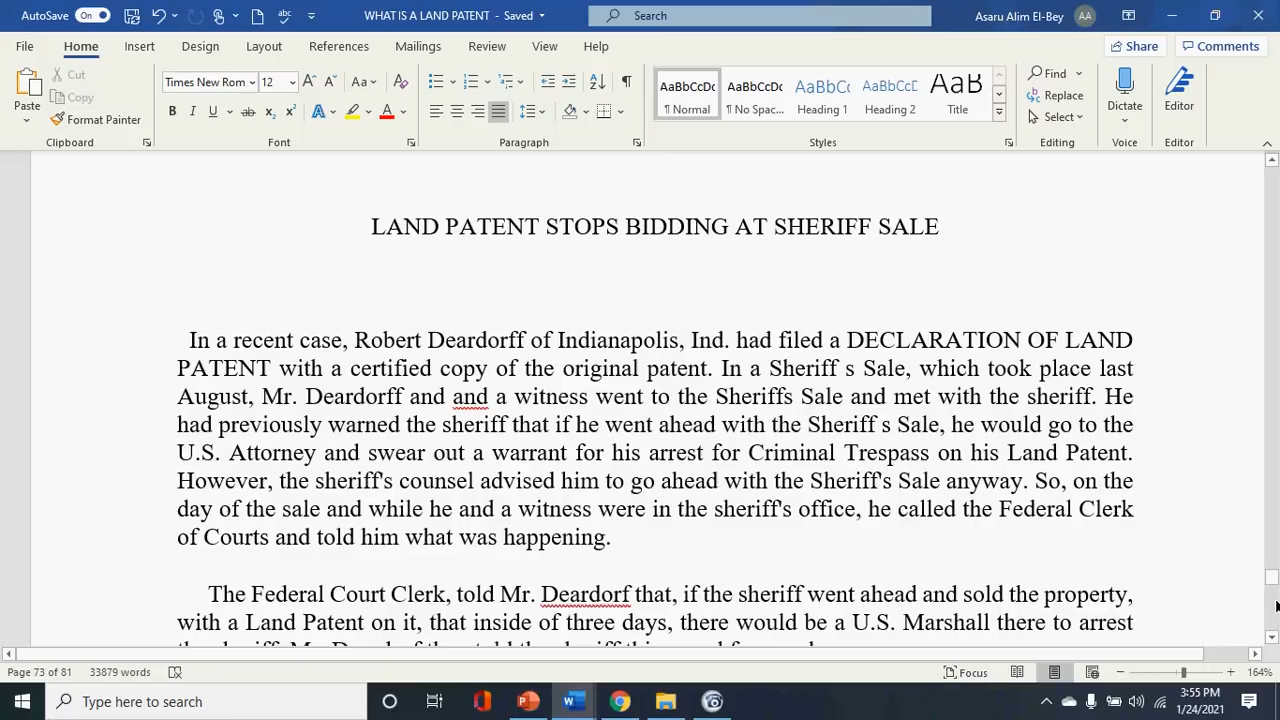 AutoSave On WHAT IS A LAND PATENT - Saved Search Asaru Alim El-Bey AA
File Home Insert Design Layout References Mailings Review View Help Share Comments
Paste Cut Copy Format Painter
Times New Rom 12 Aa
B I U ab x₂ x² A A
AaBbCcDc AaBbCcDc AaBbCc AaBbCcE AaB
¶ Normal ¶ No Spac... Heading 1 Heading 2 Title
Find Replace Select
Dictate Editor
Clipboard Font Paragraph Styles Editing Voice Editor
LAND PATENT STOPS BIDDING AT SHERIFF SALE
In a recent case, Robert Deardorff of Indianapolis, Ind. had filed a DECLARATION OF LAND
PATENT with a certified copy of the original patent. In a Sheriff s Sale, which took place last
August, Mr. Deardorff and and a witness went to the Sheriffs Sale and met with the sheriff. He
had previously warned the sheriff that if he went ahead with the Sheriff s Sale, he would go to the
U.S. Attorney and swear out a warrant for his arrest for Criminal Trespass on his Land Patent.
However, the sheriff's counsel advised him to go ahead with the Sheriff's Sale anyway. So, on the
day of the sale and while he and a witness were in the sheriff's office, he called the Federal Clerk
of Courts and told him what was happening.
The Federal Court Clerk, told Mr. Deardorf that, if the sheriff went ahead and sold the property,
with a Land Patent on it, that inside of three days, there would be a U.S. Marshall there to arrest
Page 73 of 81 33879 words Focus 164%
Type here to search
3:55 PM
1/24/2021